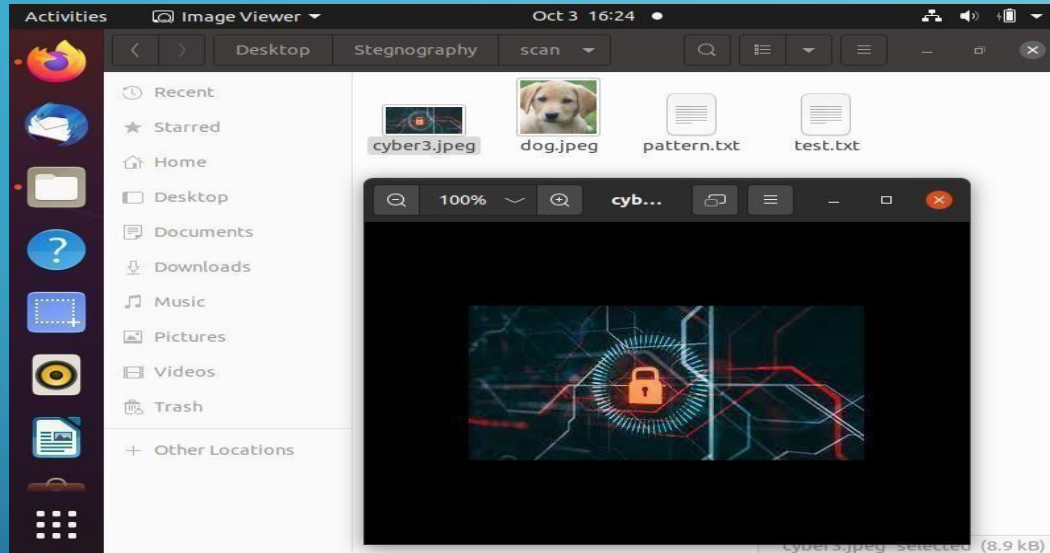 Activities Image Viewer Oct 3 16:24
Desktop Stegnography scan
Recent
Starred
Home
Desktop
Documents
Downloads
Music
Pictures
Videos
Trash
Other Locations
cyber3.jpeg dog.jpeg pattern.txt test.txt
100% cyb...
cyber3.jpeg selected (8.9 kB)